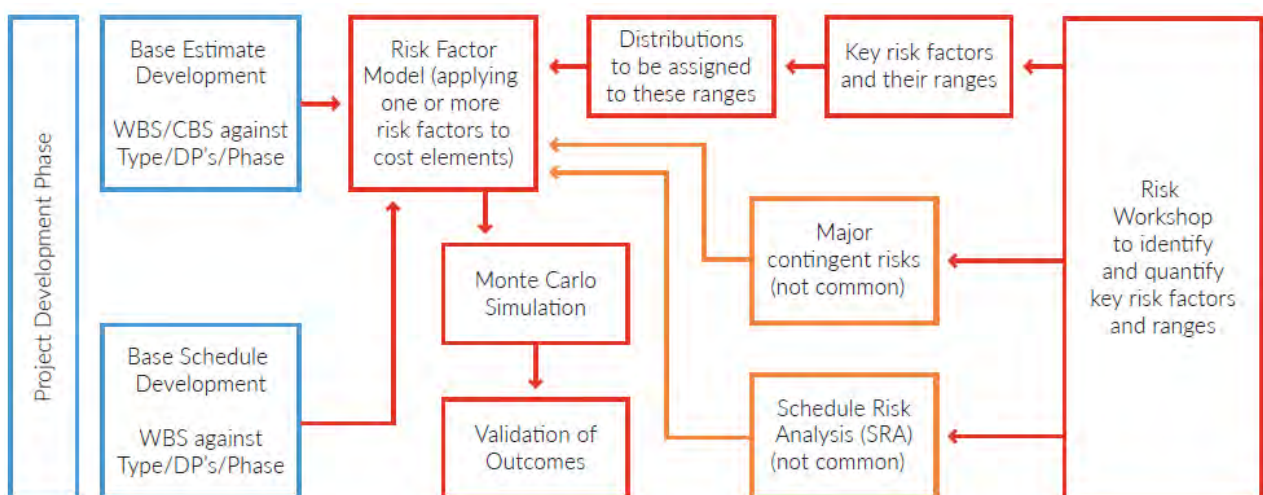 Project Development Phase
Base Estimate
Development
WBS/CBS against
Type/DP's/Phase
Base Schedule
Development
WBS against
Type/DP's/Phase
Risk Factor
Model (applying
one or more
risk factors to
cost elements)
Monte Carlo
Simulation
Validation of
Outcomes
Distributions
to be assigned
to these ranges
Key risk factors
and their ranges
Major
contingent risks
(not common)
Schedule Risk
Analysis (SRA)
(not common)
Risk
Workshop
to identify
and quantify
key risk factors
and ranges